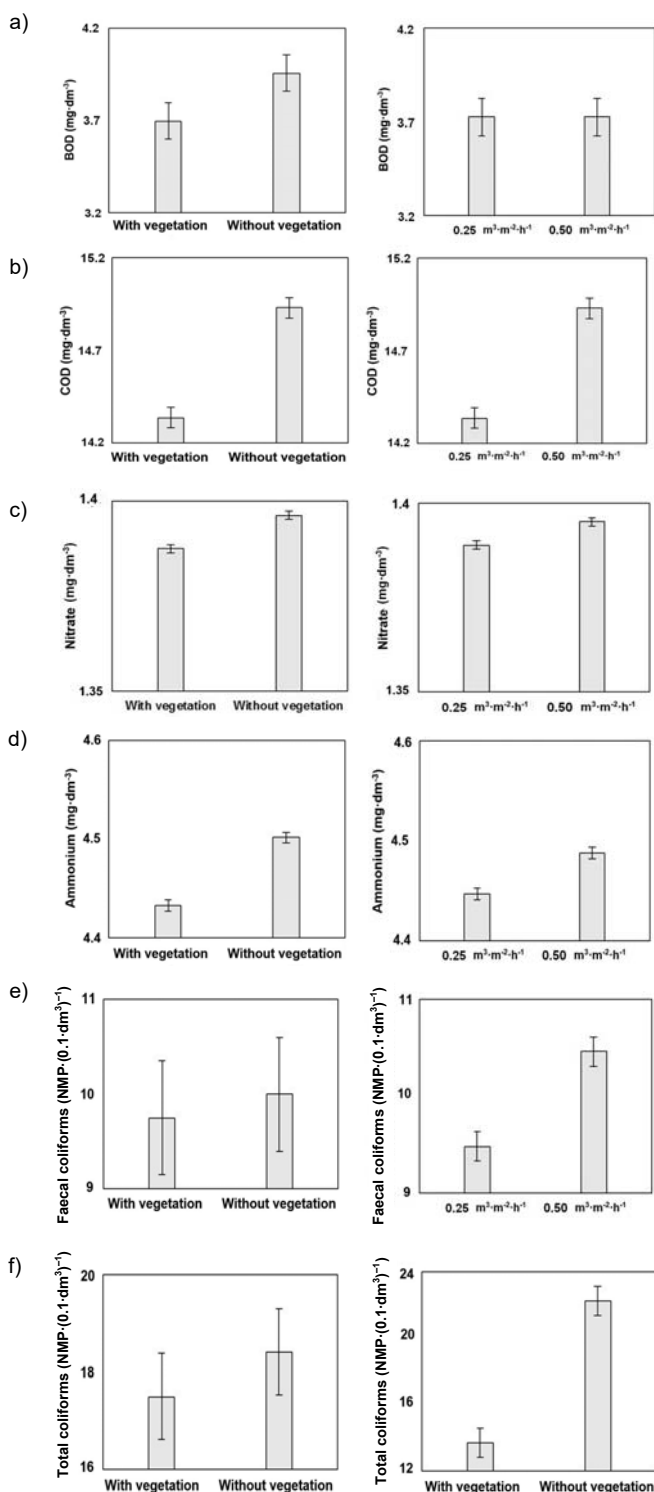 a)
BOD (mg·dm⁻³)
4.2
3.7
3.2
With vegetation Without vegetation
BOD (mg·dm⁻³)
4.2
3.7
3.2
0.25 m³·m⁻²·h⁻¹ 0.50 m³·m⁻²·h⁻¹
b)
COD (mg·dm⁻³)
15.2
14.7
14.2
With vegetation Without vegetation
COD (mg·dm⁻³)
15.2
14.7
14.2
0.25 m³·m⁻²·h⁻¹ 0.50 m³·m⁻²·h⁻¹
c)
Nitrate (mg·dm⁻³)
1.4
1.35
With vegetation Without vegetation
Nitrate (mg·dm⁻³)
1.4
1.35
0.25 m³·m⁻²·h⁻¹ 0.50 m³·m⁻²·h⁻¹
d)
Ammonium (mg·dm⁻³)
4.6
4.5
4.4
With vegetation Without vegetation
Ammonium (mg·dm⁻³)
4.6
4.5
4.4
0.25 m³·m⁻²·h⁻¹ 0.50 m³·m⁻²·h⁻¹
e)
Faecal coliforms (NMP·(0.1·dm³)⁻¹)
11
10
9
With vegetation Without vegetation
Faecal coliforms (NMP·(0.1·dm³)⁻¹)
11
10
9
0.25 m³·m⁻²·h⁻¹ 0.50 m³·m⁻²·h⁻¹
f)
Total coliforms (NMP·(0.1·dm³)⁻¹)
20
18
16
With vegetation Without vegetation
Total coliforms (NMP·(0.1·dm³)⁻¹)
24
20
16
12
With vegetation Without vegetation